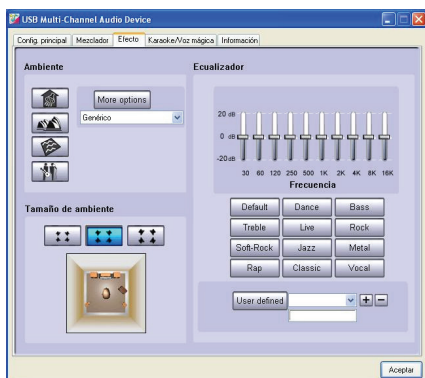 USB Multi-Channel Audio Device
Config. principal Mezclador Efecto Karaoke/Voz mágica Información
Ambiente
More options
Genérico
Tamaño de ambiente
Ecualizador
20 dB
0 dB
-20 dB
30 60 120 250 500 1K 2K 4K 8K 16K
Frecuencia
Default Dance Bass
Treble Live Rock
Soft-Rock Jazz Metal
Rap Classic Vocal
User defined
Aceptar